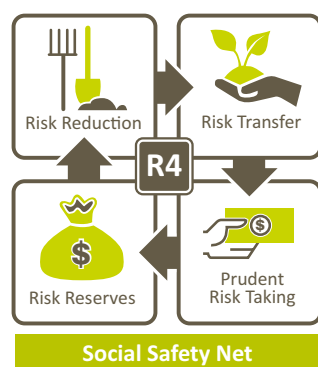 Risk Reduction
Risk Transfer
R4
$
$
Risk Reserves
Prudent
Risk Taking
Social Safety Net